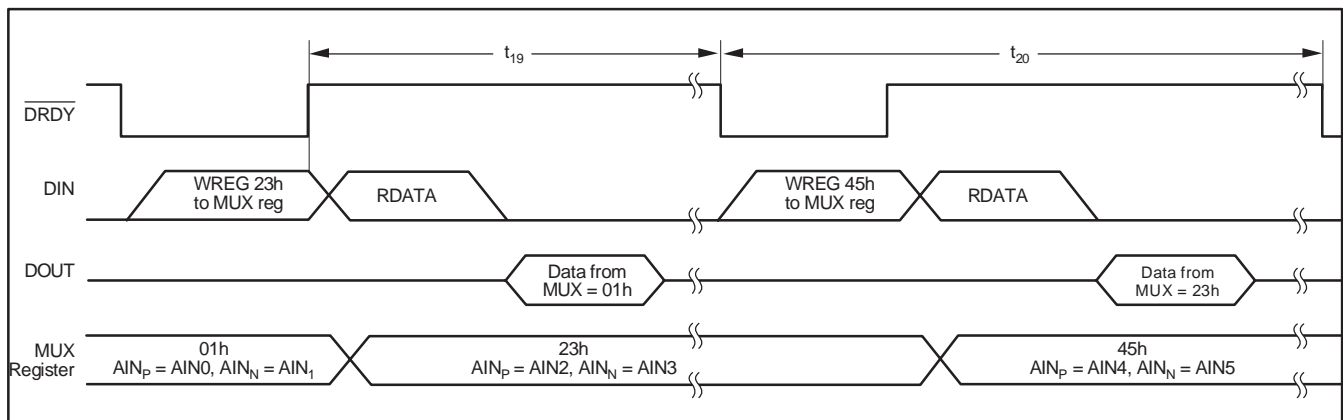 t19
t20
DRDY
DIN
WREG 23h
to MUX reg
RDATA
WREG 45h
to MUX reg
RDATA
DOUT
Data from
MUX = 01h
Data from
MUX = 23h
MUX
Register
01h
AINP = AIN0, AINN = AIN1
23h
AINP = AIN2, AINN = AIN3
45h
AINP = AIN4, AINN = AIN5